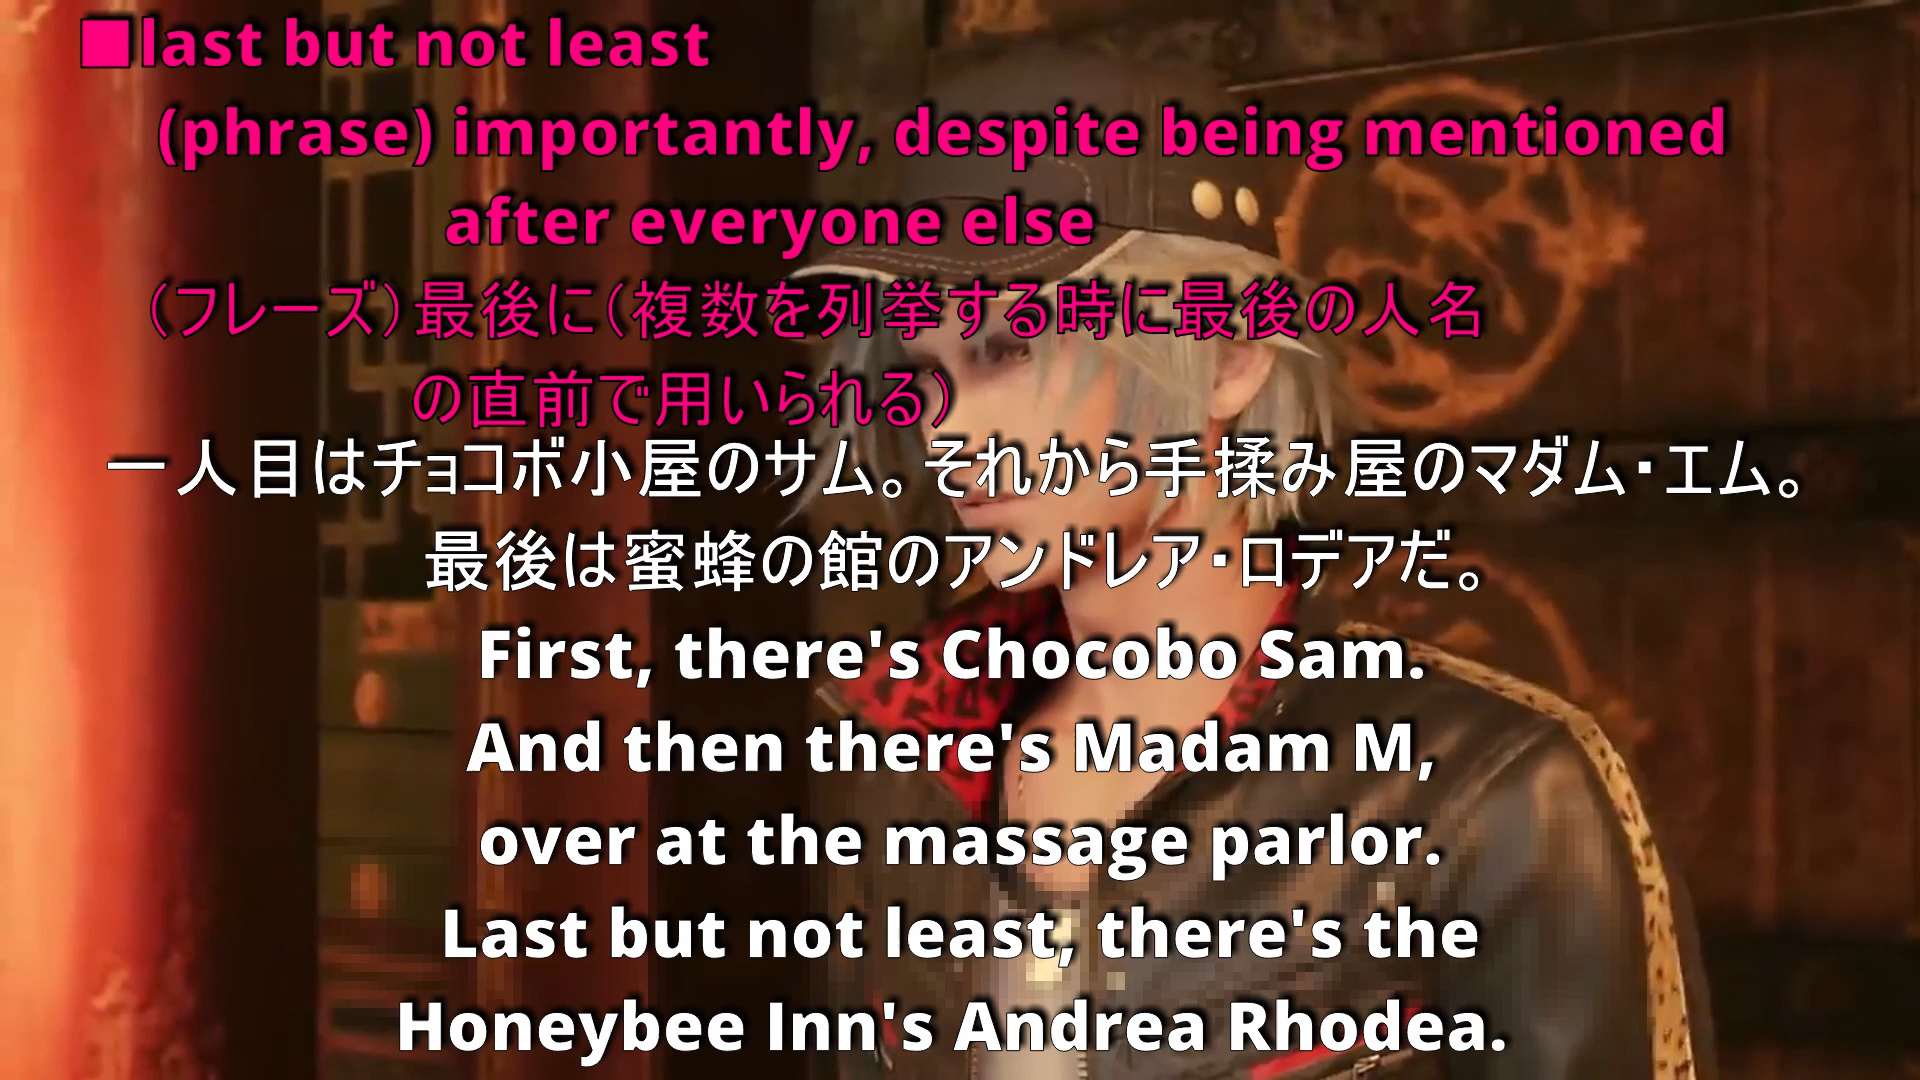 ■last but not least
(phrase) importantly, despite being mentioned
after everyone else
（フレーズ）最後に（複数を列挙する時に最後の人名
の直前で用いられる）
一人目はチョコボ小屋のサム。それから手揉み屋のマダム・エム。
最後は蜜蜂の館のアンドレア・ロデアだ。
First, there's Chocobo Sam.
And then there's Madam M,
over at the massage parlor.
Last but not least, there's the
Honeybee Inn's Andrea Rhodea.